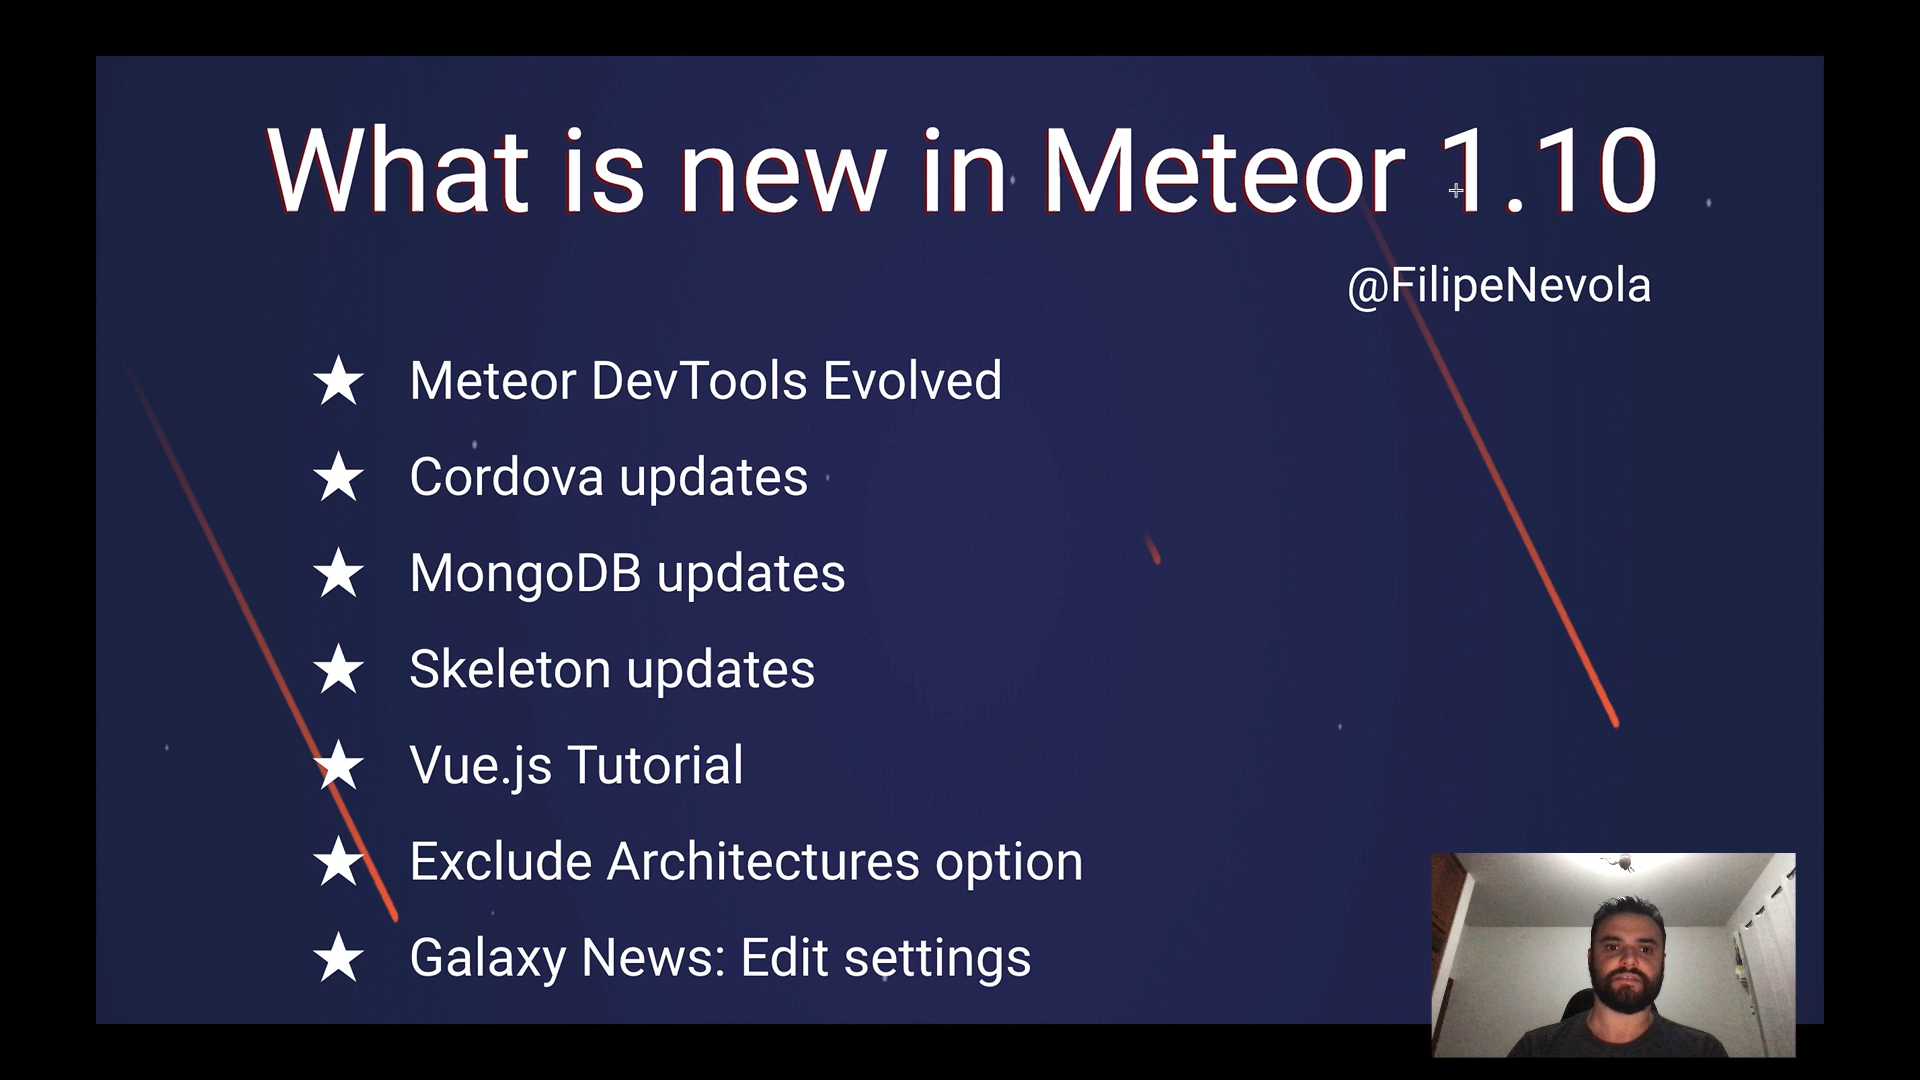 What is new in Meteor 1.10
@FilipeNevola
Meteor DevTools Evolved
Cordova updates
MongoDB updates
Skeleton updates
Vue.js Tutorial
Exclude Architectures option
Galaxy News: Edit settings